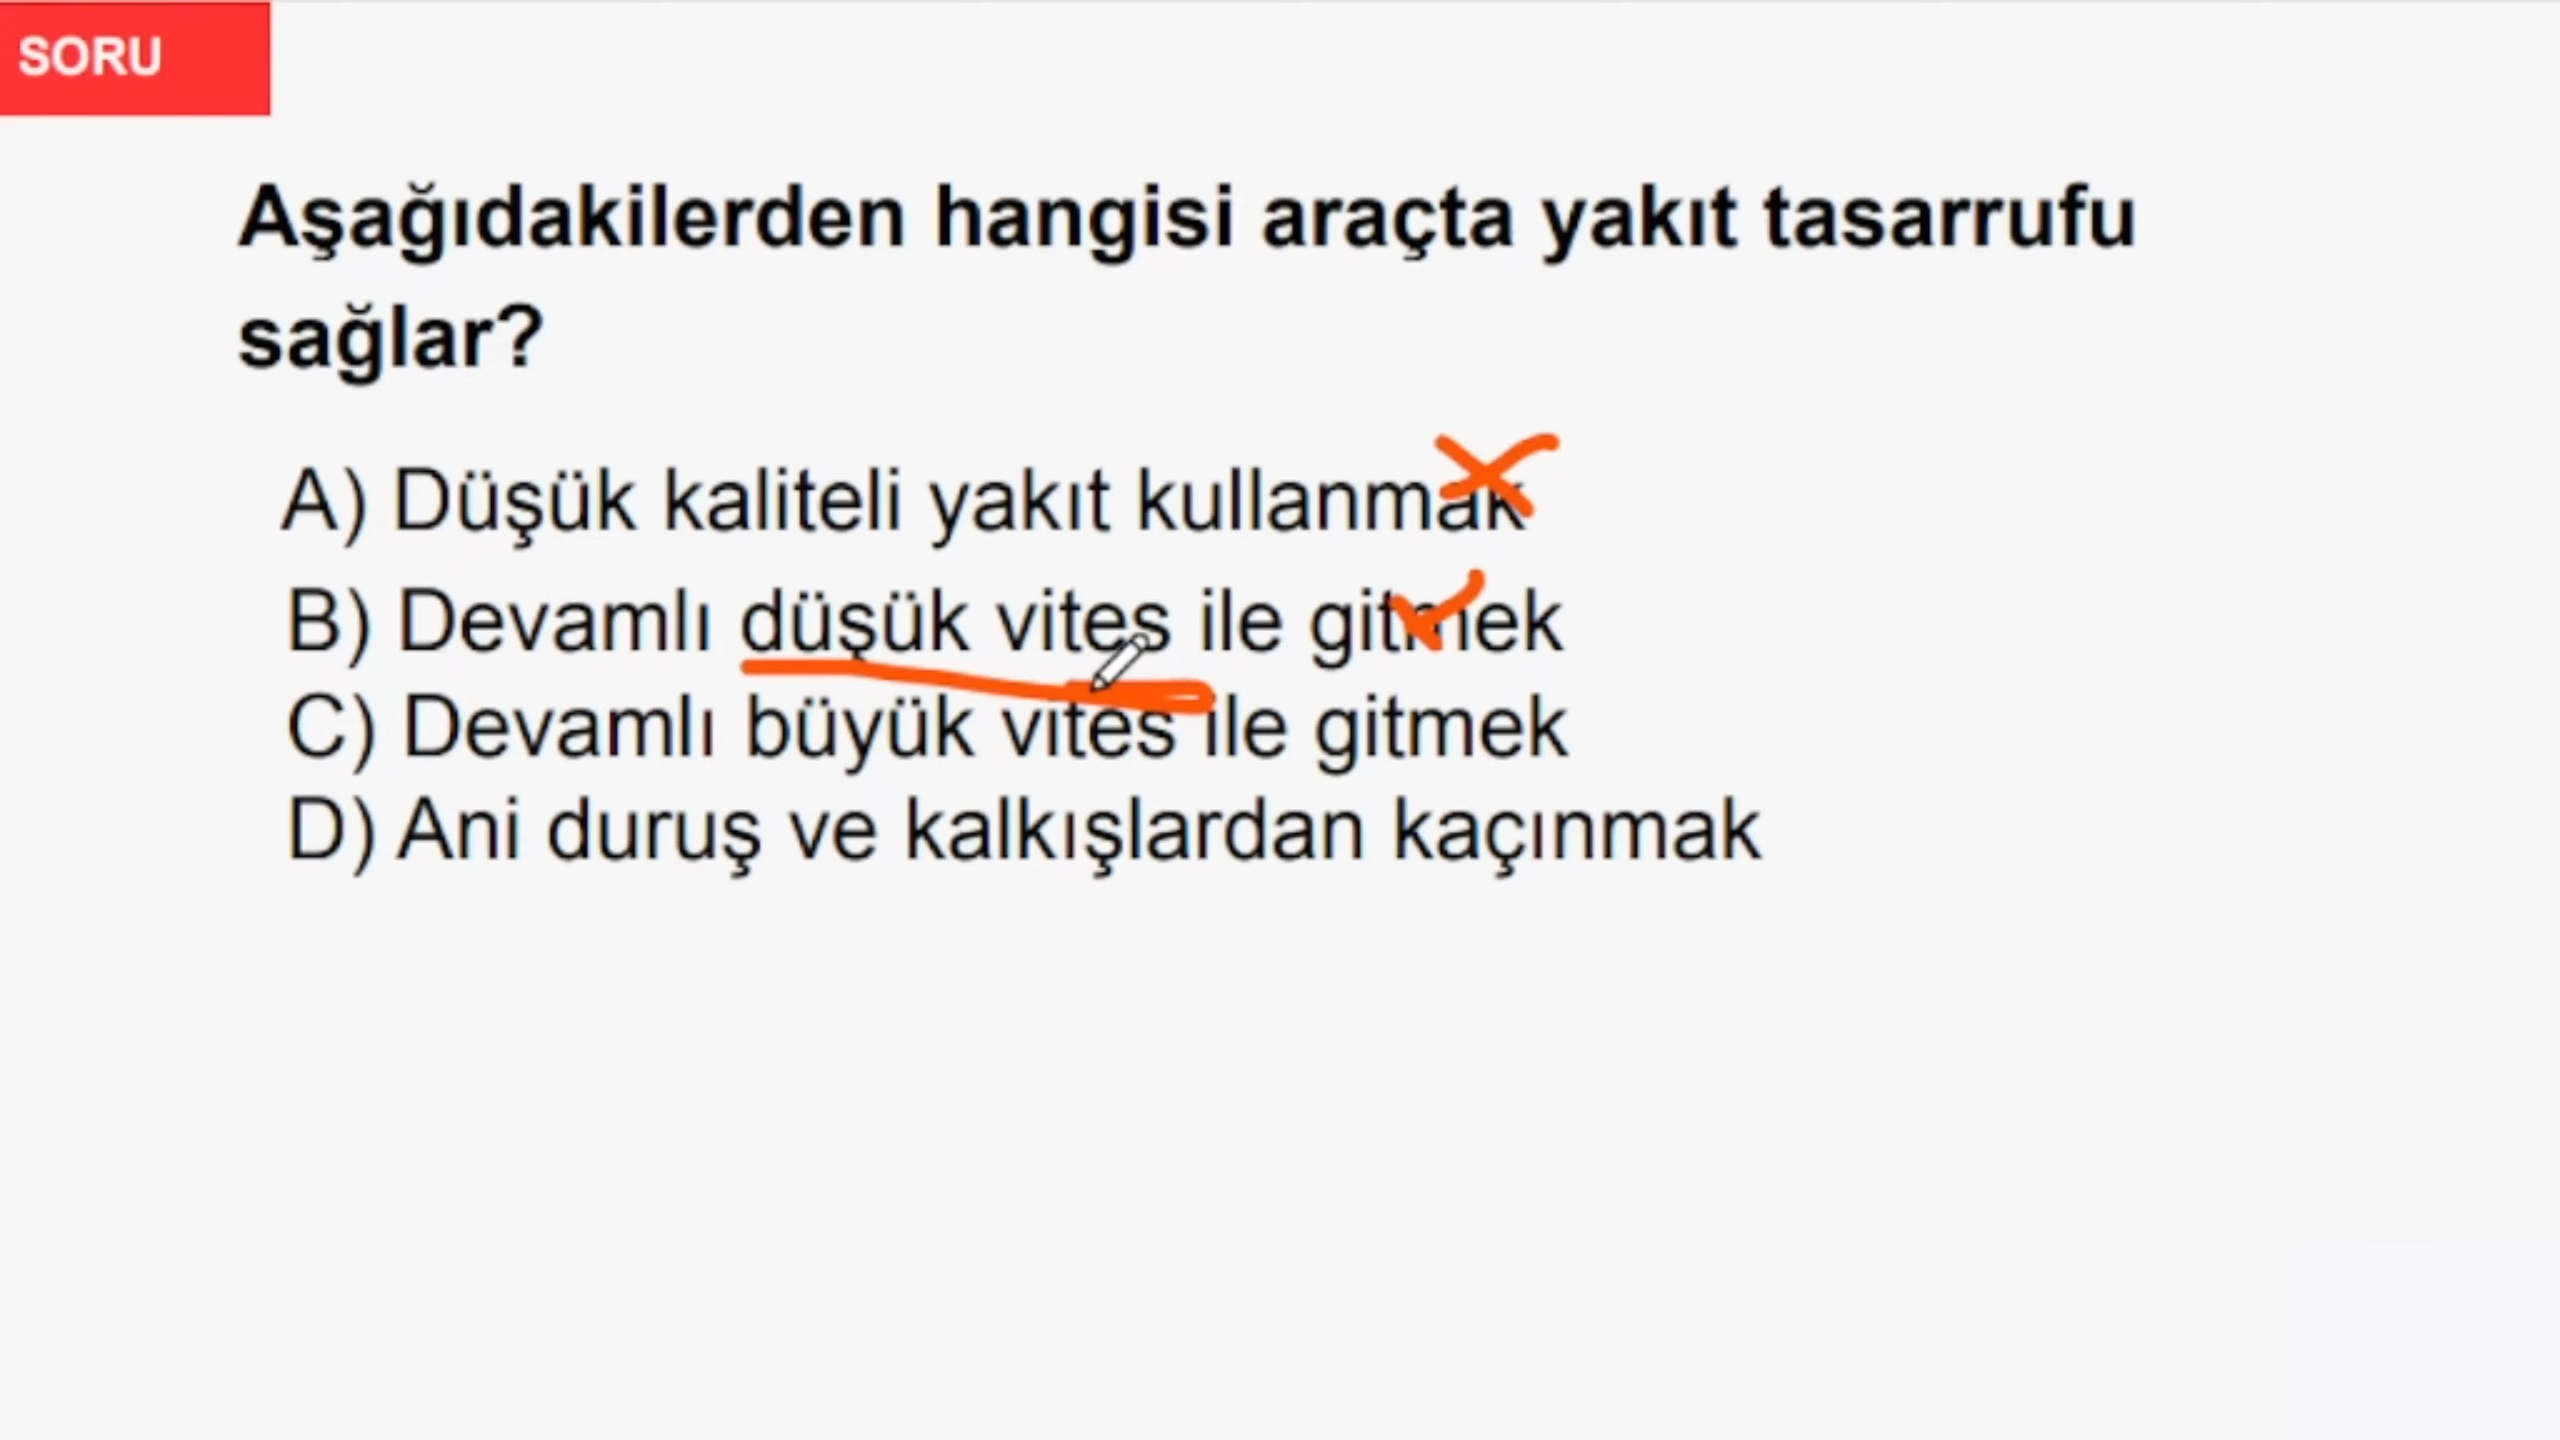 SORU
Aşağıdakilerden hangisi araçta yakıt tasarrufu
sağlar?
A) Düşük kaliteli yakıt kullanmak
B) Devamlı düşük vites ile gitmek
C) Devamlı büyük vites ile gitmek
D) Ani duruş ve kalkışlardan kaçınmak